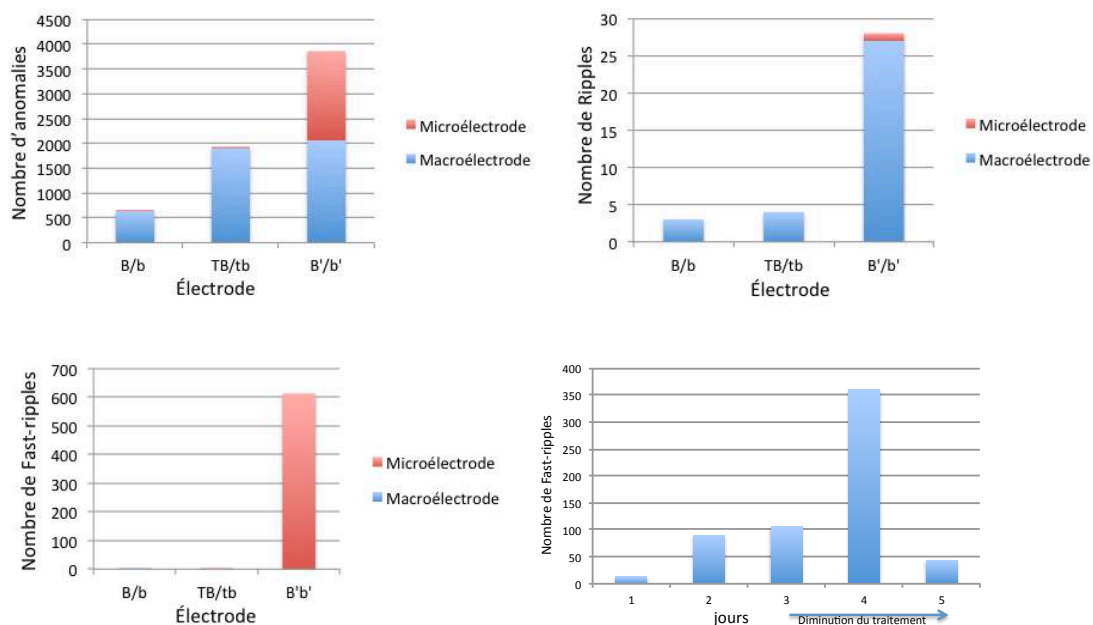 Nombre d'anomalies
4500
4000
3500
3000
2500
2000
1500
1000
500
0
B/b
TB/tb
B'/b'
Électrode
Microélectrode
Macroélectrode
Nombre de Ripples
30
25
20
15
10
5
0
B/b
TB/tb
B'/b'
Électrode
Microélectrode
Macroélectrode
Nombre de Fast-ripples
700
600
500
400
300
200
100
0
B/b
TB/tb
B'b'
Électrode
Microélectrode
Macroélectrode
Nombre de Fast-ripples
400
350
300
250
200
150
100
50
0
1
2
3
4
5
jours
Diminution du traitement